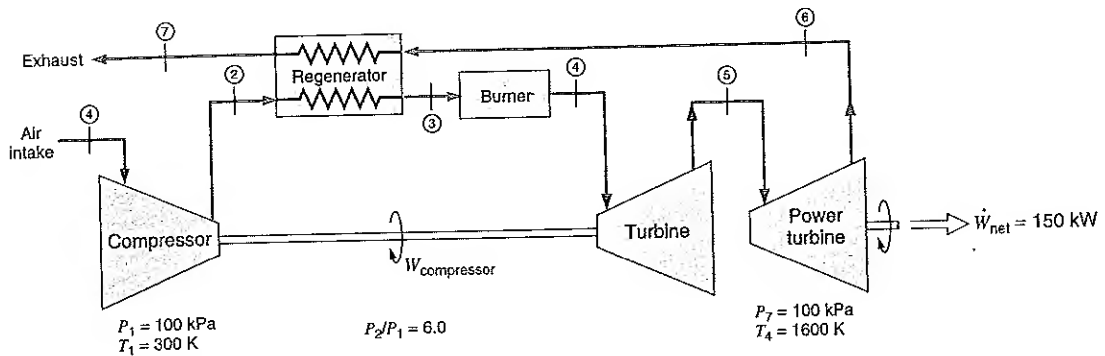 ⑦
⑥
Exhaust
Regenerator
②
③
Burner
④
⑤
④
Air
intake
Compressor
W compressor
Turbine
Power
turbine
Ẇnet = 150 kW
P1 = 100 kPa
T1 = 300 K
P2/P1 = 6.0
P7 = 100 kPa
T4 = 1600 K